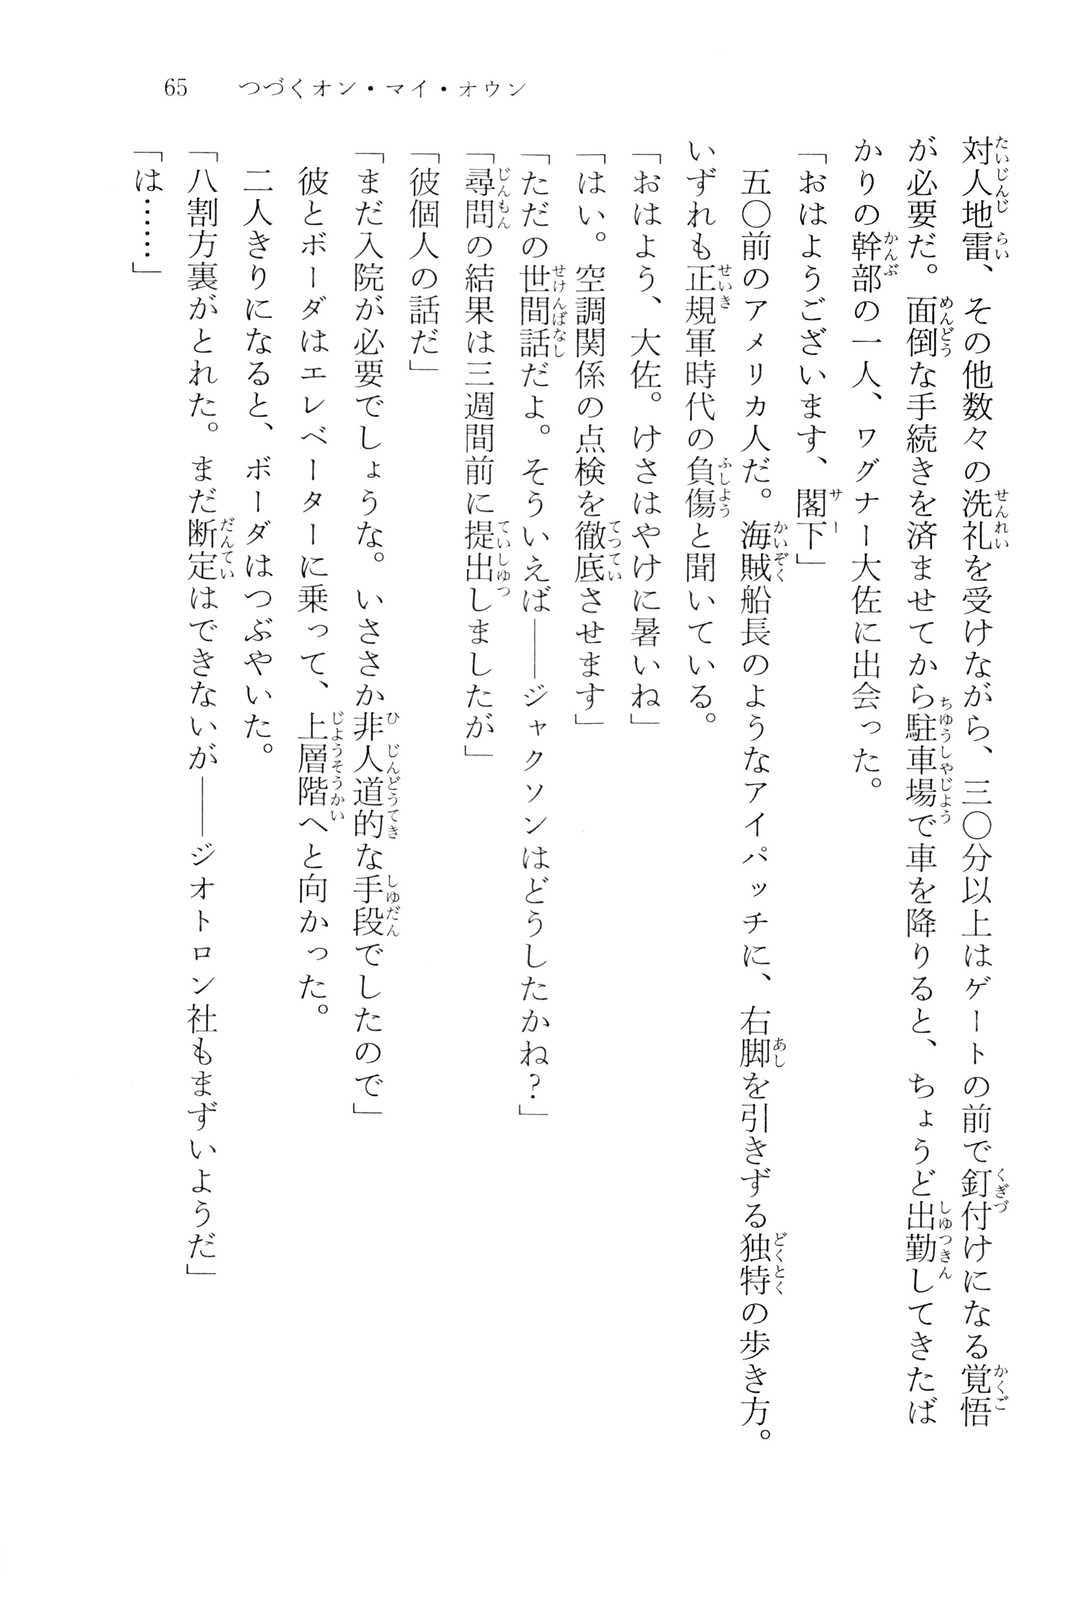 65　つづくオン・マイ・オウン
対人地雷、その他数々の洗礼を受けながら、三〇分以上はゲートの前で釘付けになる覚悟
が必要だ。面倒な手続きを済ませてから駐車場で車を降りると、ちょうど出勤してきたば
かりの幹部の一人、ワグナー大佐に出会った。
「おはようございます、閣下」
　五〇前のアメリカ人だ。海賊船長のようなアイパッチに、右脚を引きずる独特の歩き方。
いずれも正規軍時代の負傷と聞いている。
「おはよう、大佐。けさはやけに暑いね」
「はい。空調関係の点検を徹底させます」
「ただの世間話だよ。そういえば――ジャクソンはどうしたかね？」
「尋問の結果は三週間前に提出しましたが」
「彼個人の話だ」
「まだ入院が必要でしょうな。いささか非人道的な手段でしたので」
　彼とボーダはエレベーターに乗って、上層階へと向かった。
　二人きりになると、ボーダはつぶやいた。
「八割方裏がとれた。まだ断定はできないが――ジオトロン社もまずいようだ」
「は……」